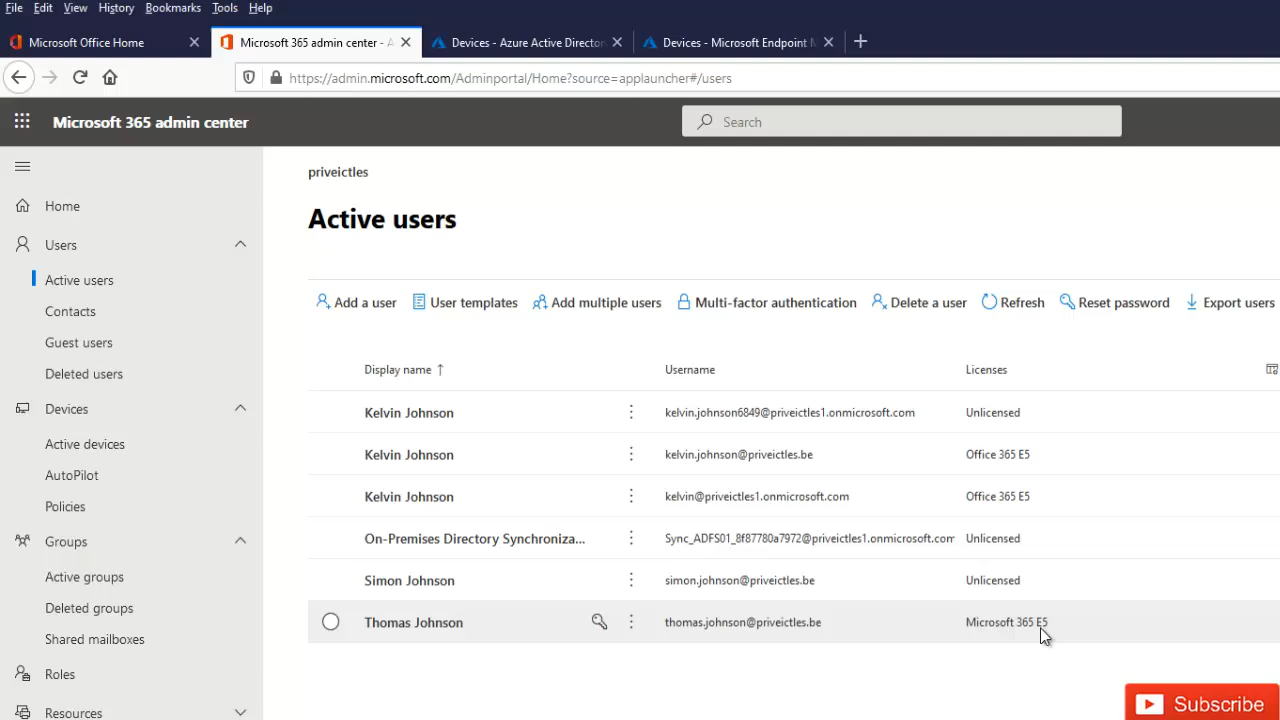 File Edit View History Bookmarks Tools Help
Microsoft Office Home
Microsoft 365 admin center - A
Devices - Azure Active Director
Devices - Microsoft Endpoint M
https://admin.microsoft.com/Adminportal/Home?source=applauncher#/users
Microsoft 365 admin center
Search
Home
Users
Active users
Contacts
Guest users
Deleted users
Devices
Active devices
AutoPilot
Policies
Groups
Active groups
Deleted groups
Shared mailboxes
Roles
Resources
priveictles
Active users
Add a user User templates Add multiple users Multi-factor authentication Delete a user Refresh Reset password Export users
Display name ↑ Username Licenses
Kelvin Johnson kelvin.johnson6849@priveictles1.onmicrosoft.com Unlicensed
Kelvin Johnson kelvin.johnson@priveictles.be Office 365 E5
Kelvin Johnson kelvin@priveictles1.onmicrosoft.com Office 365 E5
On-Premises Directory Synchroniza... Sync_ADFS01_8f87780a7972@priveictles1.onmicrosoft.com Unlicensed
Simon Johnson simon.johnson@priveictles.be Unlicensed
Thomas Johnson thomas.johnson@priveictles.be Microsoft 365 E5
Subscribe